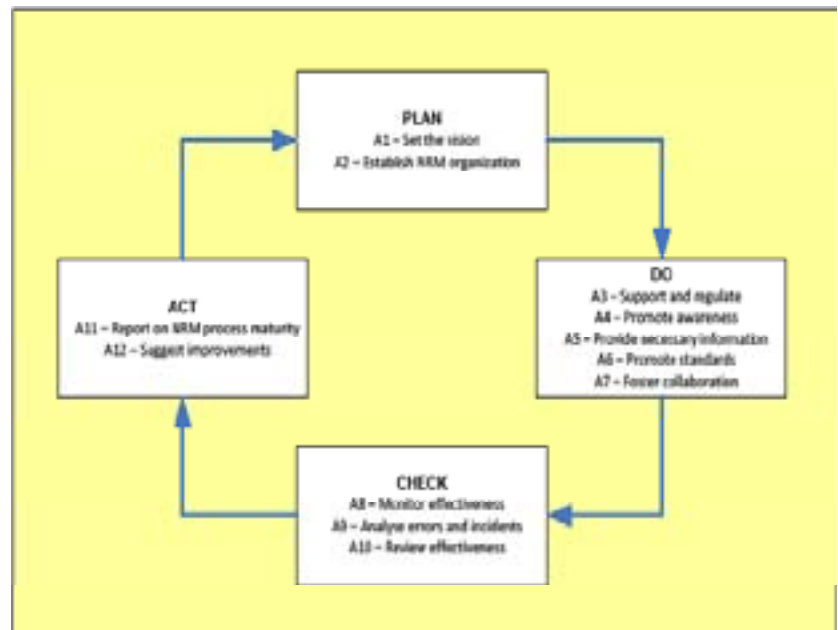 PLAN
A1 – Set the vision
A2 – Establish NRM organization
DO
A3 – Support and regulate
A4 – Promote awareness
A5 – Provide necessary information
A6 – Promote standards
A7 – Foster collaboration
CHECK
A8 – Monitor effectiveness
A9 – Analyse errors and incidents
A10 – Review effectiveness
ACT
A11 – Report on NRM process maturity
A12 – Suggest improvements